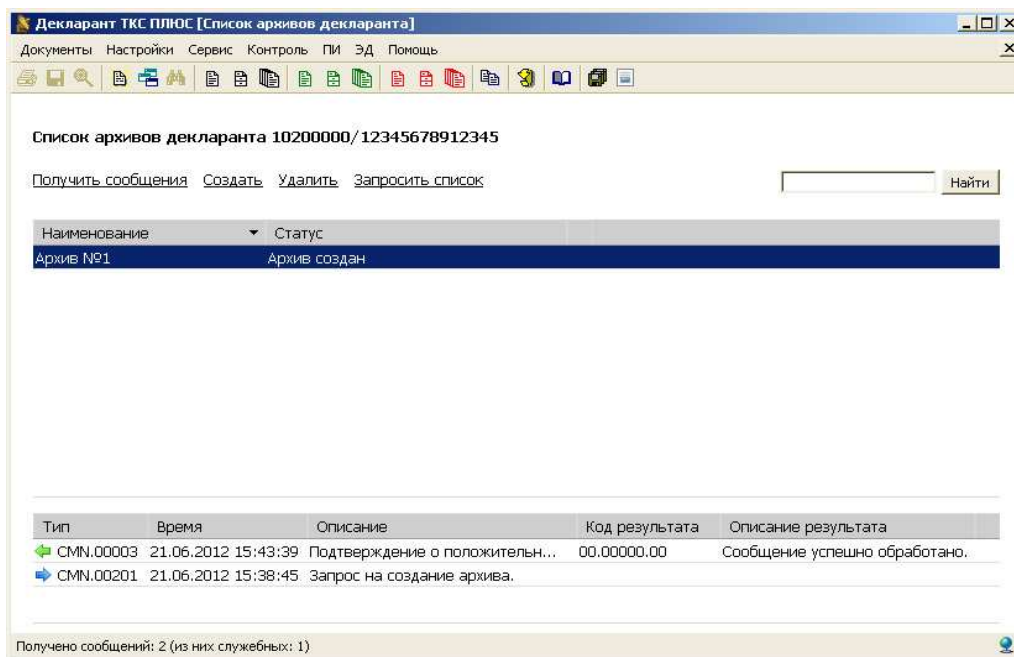 Декларант ТКС ПЛЮС [Список архивов декларанта]
Документы Настройки Сервис Контроль ПИ ЭД Помощь
Список архивов декларанта 10200000/12345678912345
Получить сообщения Создать Удалить Запросить список Найти
Наименование Статус
Архив №1 Архив создан
Тип Время Описание Код результата Описание результата
CMN.00003 21.06.2012 15:43:39 Подтверждение о положительн... 00.00000.00 Сообщение успешно обработано.
CMN.00201 21.06.2012 15:38:45 Запрос на создание архива.
Получено сообщений: 2 (из них служебных: 1)